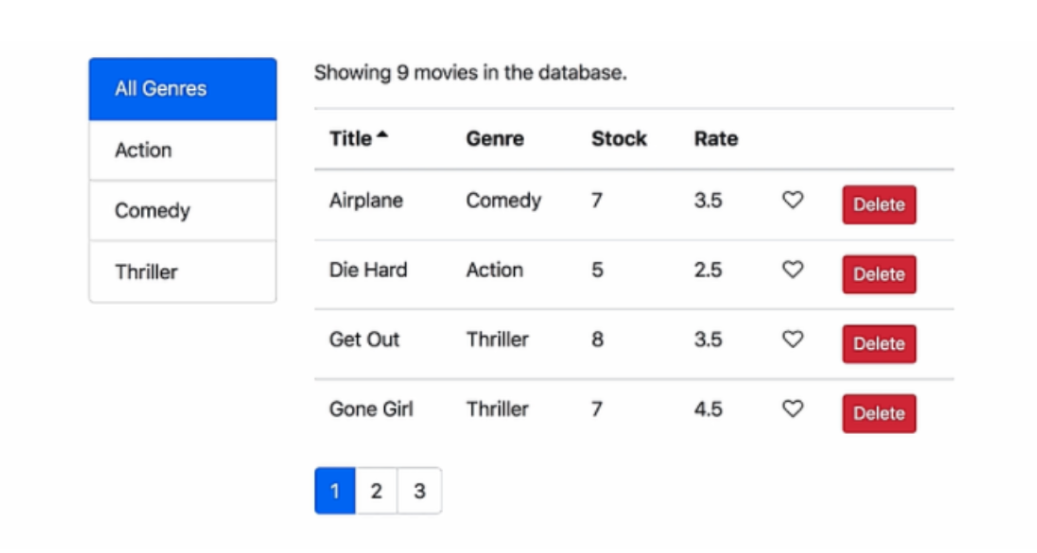 All Genres
Action
Comedy
Thriller
Showing 9 movies in the database.
Title Genre Stock Rate
Airplane Comedy 7 3.5 Delete
Die Hard Action 5 2.5 Delete
Get Out Thriller 8 3.5 Delete
Gone Girl Thriller 7 4.5 Delete
1 2 3